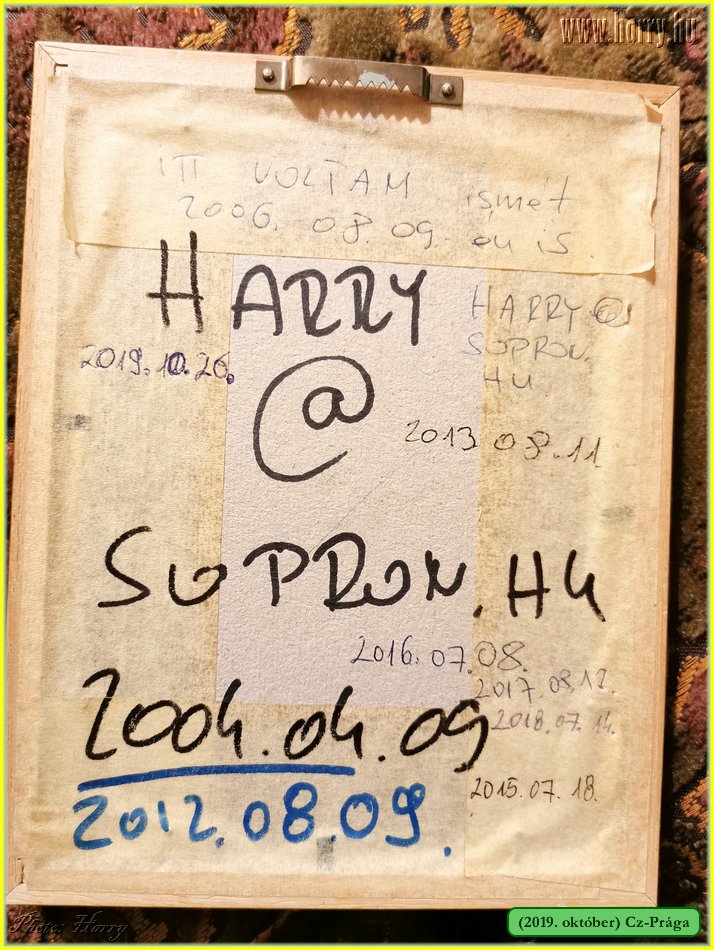 www.harry.hu
ITT VOLTAM ismét
2006. 08. 09. én is.
HARRY
HARRY@
SOPRON.
HU
2019.10.26.
@
2013 08.11
SOPRON.HU
2016.07.08.
2017.08.12.
2018.07.14.
2004.04.09
2015.07.18.
2012.08.09.
Photo: Harry
(2019. október) Cz-Prága